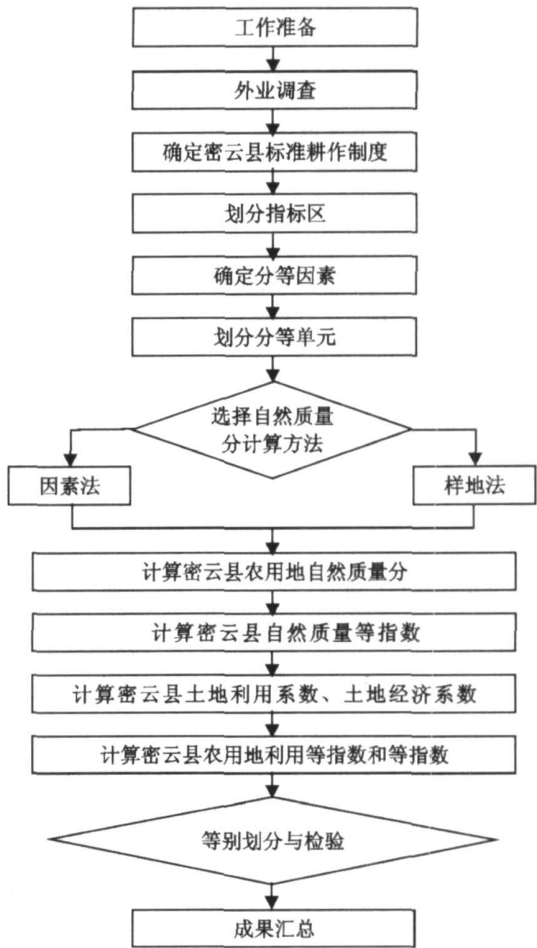 工作准备
外业调查
确定密云县标准耕作制度
划分指标区
确定分等因素
划分分等单元
选择自然质量
分计算方法
因素法
样地法
计算密云县农用地自然质量分
计算密云县自然质量等指数
计算密云县土地利用系数、土地经济系数
计算密云县农用地利用等指数和等指数
等别划分与检验
成果汇总